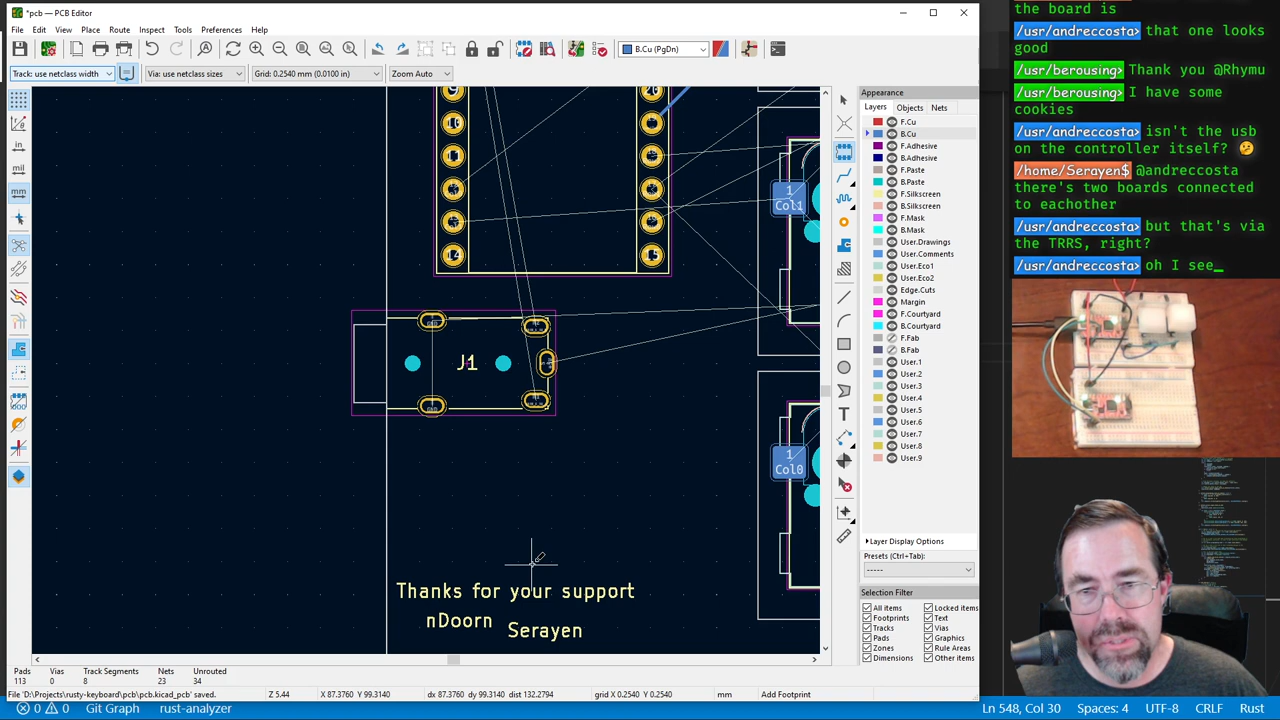 *pcb — PCB Editor
File Edit View Place Route Inspect Tools Preferences Help
B.Cu (PgDn)
Track: use netclass width
Via: use netclass sizes
Grid: 0.2540 mm (0.0100 in)
Zoom Auto
in
mil
mm
10
11
12
13
14
15
1
Col1
J1
1
Col0
Thanks for your support
nDoorn
Serayen
Appearance
Layers Objects Nets
F.Cu
B.Cu
F.Adhesive
B.Adhesive
F.Paste
B.Paste
F.Silkscreen
B.Silkscreen
F.Mask
B.Mask
User.Drawings
User.Comments
User.Eco1
User.Eco2
Edge.Cuts
Margin
F.Courtyard
B.Courtyard
F.Fab
B.Fab
User.1
User.2
User.3
User.4
User.5
User.6
User.7
User.8
User.9
Layer Display Options
Presets (Ctrl+Tab):
-----
Selection Filter
All items
Locked items
Footprints
Text
Tracks
Vias
Pads
Graphics
Zones
Rule Areas
Dimensions
Other items
Pads Vias Track Segments Nets Unrouted
113 0 8 23 34
File 'D:\Projects\rusty-keyboard\pcb\pcb.kicad_pcb' saved.
Z 5.44
X 87.3760 Y 99.3140
dx 87.3760 dy 99.3140 dist 132.2794
grid X 0.2540 Y 0.2540
mm
Add Footprint
0 0 Git Graph rust-analyzer
Ln 548, Col 30 Spaces: 4 UTF-8 CRLF Rust
the board is
/usr/andreccosta> that one looks
good
/usr/berousing> Thank you @Rhymu
/usr/berousing> I have some
cookies
/usr/andreccosta> isn't the usb
on the controller itself? 🤔
/home/Serayen$ @andreccosta
there's two boards connected
to eachother
/usr/andreccosta> but that's via
the TRRS, right?
/usr/andreccosta> oh I see_